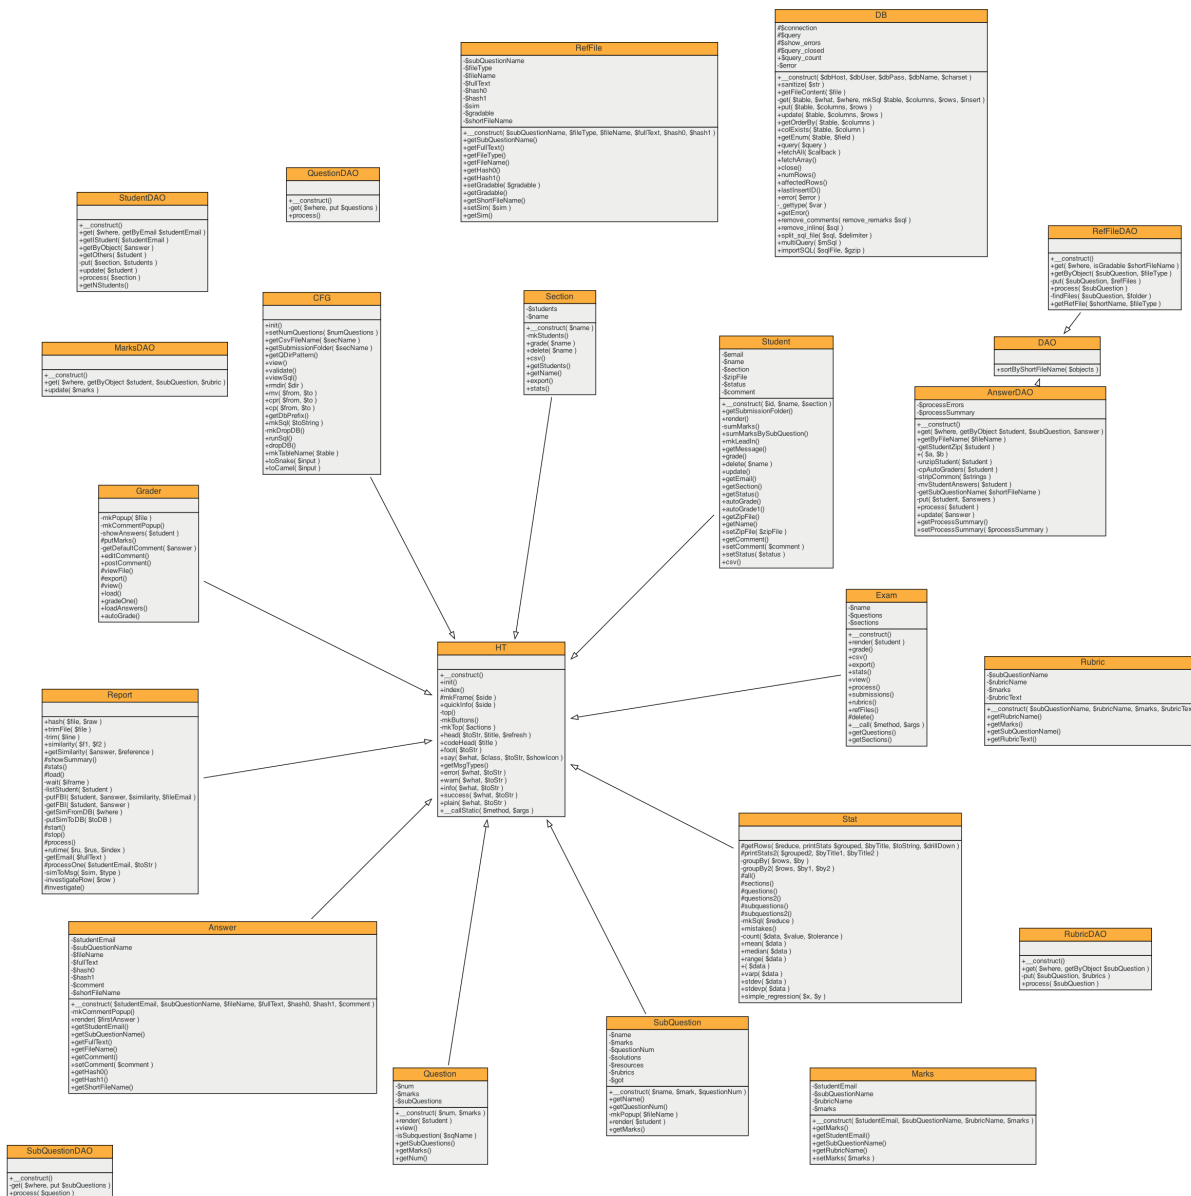 DB
#$connection
#$query
#$show_errors
#$query_closed
+$query_count
-$error
+__construct( $dbHost, $dbUser, $dbPass, $dbName, $charset )
+sanitize( $str )
+getFileContent( $file )
-get( $table, $what, $where, mkSql $table, $columns, $rows, $insert )
+put( $table, $columns, $rows )
+update( $table, $columns, $rows )
+getOrderBy( $table, $columns )
+colExists( $table, $column )
+getEnum( $table, $field )
+query( $query )
+fetchAll( $callback )
+fetchArray()
+close()
+numRows()
+affectedRows()
+lastInsertID()
+error( $error )
-_gettype( $var )
+getError()
+remove_comments( remove_remarks $sql )
+remove_inline( $sql )
+split_sql_file( $sql, $delimiter )
+multiQuery( $mSql )
+importSQL( $sqlFile, $gzip )
RefFile
-$subQuestionName
-$fileType
-$fileName
-$fullText
-$hash0
-$hash1
-$sim
-$gradable
-$shortFileName
+__construct( $subQuestionName, $fileType, $fileName, $fullText, $hash0, $hash1 )
+getSubQuestionName()
+getFullText()
+getFileType()
+getFileName()
+getHash0()
+getHash1()
+setGradable( $gradable )
+getGradable()
+getShortFileName()
+setSim( $sim )
+getSim()
QuestionDAO
+__construct()
-get( $where, put $questions )
+process()
StudentDAO
+__construct()
+get( $where, getByEmail $studentEmail )
+getIStudent( $studentEmail )
+getByObject( $answer )
+getOthers( $student )
-put( $section, $students )
+update( $student )
+process( $section )
+getNStudents()
RefFileDAO
+__construct()
+get( $where, isGradable $shortFileName )
+getByObject( $subQuestion, $fileType )
-put( $subQuestion, $refFiles )
+process( $subQuestion )
-findFiles( $subQuestion, $folder )
+getRefFile( $shortName, $fileType )
CFG
+init()
+setNumQuestions( $numQuestions )
+getCsvFileName( $secName )
+getSubmissionFolder( $secName )
+getQDirPattern()
+view()
+validate()
+viewSql()
+rmdir( $dir )
+mv( $from, $to )
+cpr( $from, $to )
+cp( $from, $to )
+getDbPrefix()
+mkSql( $toString )
-mkDropDB()
+runSql()
+dropDB()
+mkTableName( $table )
+toSnake( $input )
+toCamel( $input )
Section
-$students
-$name
+__construct( $name )
-mkStudents()
+grade( $name )
+delete( $name )
+csv()
+getStudents()
+getName()
+export()
+stats()
MarksDAO
+__construct()
+get( $where, getByObject $student, $subQuestion, $rubric )
+update( $marks )
Student
-$email
-$name
-$section
-$zipFile
-$status
-$comment
+__construct( $id, $name, $section )
+getSubmissionFolder()
+render()
-sumMarks()
+sumMarksBySubQuestion()
+mkLeadIn()
+getMessage()
+grade()
+delete( $name )
+update()
+getEmail()
+getSection()
+getStatus()
+autoGrade()
+autoGrade1()
+getZipFile()
+getName()
+setZipFile( $zipFile )
+getComment()
+setComment( $comment )
+setStatus( $status )
+csv()
DAO
+sortByShortFileName( $objects )
AnswerDAO
-$processErrors
-$processSummary
+__construct()
+get( $where, getByObject $student, $subQuestion, $answer )
+getByFileName( $fileName )
-getStudentZip( $student )
+( $a, $b )
-unzipStudent( $student )
-cpAutoGraders( $student )
-stripCommon( $strings )
-mvStudentAnswers( $student )
-getSubQuestionName( $shortFileName )
-put( $student, $answers )
+process( $student )
+update( $answer )
+getProcessSummary()
+setProcessSummary( $processSummary )
Grader
-mkPopup( $file )
-mkCommentPopup()
-showAnswers( $student )
#putMarks()
-getDefaultComment( $answer )
+editComment()
+postComment()
#viewFile()
#export()
#view()
+load()
+gradeOne()
+loadAnswers()
+autoGrade()
Exam
-$name
-$questions
-$sections
+__construct()
+render( $student )
+grade()
+csv()
+export()
+stats()
+view()
+process()
+submissions()
+rubrics()
+refFiles()
#delete()
+__call( $method, $args )
+getQuestions()
+getSections()
HT
+__construct()
+init()
+index()
#mkFrame( $side )
+quickInfo( $side )
-top()
-mkButtons()
+mkTop( $actions )
+head( $toStr, $title, $refresh )
+codeHead( $title )
+foot( $toStr )
+say( $what, $class, $toStr, $showIcon )
+getMsgTypes()
+error( $what, $toStr )
+warn( $what, $toStr )
+info( $what, $toStr )
+success( $what, $toStr )
+plain( $what, $toStr )
+__callStatic( $method, $args )
Rubric
-$subQuestionName
-$rubricName
-$marks
-$rubricText
+__construct( $subQuestionName, $rubricName, $marks, $rubricTex
+getRubricName()
+getMarks()
+getSubQuestionName()
+getRubricText()
Report
+hash( $file, $raw )
+trimFile( $file )
-trim( $line )
+similarity( $f1, $f2 )
+getSimilarity( $answer, $reference )
#showSummary()
#stats()
#load()
-wait( $iframe )
-listStudent( $student )
-putFBI( $student, $answer, $similarity, $fileEmail )
-getFBI( $student, $answer )
-getSimFromDB( $where )
-putSimToDB( $toDB )
#start()
#stop()
#process()
+rutime( $ru, $rus, $index )
-getEmail( $fullText )
#processOne( $studentEmail, $toStr )
-simToMsg( $sim, $type )
-investigateRow( $row )
#investigate()
Stat
#getRows( $reduce, printStats $grouped, $byTitle, $toString, $drillDown )
#printStats2( $grouped2, $byTitle1, $byTitle2 )
-groupBy( $rows, $by )
-groupBy2( $rows, $by1, $by2 )
#all()
#sections()
#questions()
#questions2()
#subquestions()
#subquestions2()
-mkSql( $reduce )
+mistakes()
-count( $data, $value, $tolerance )
+mean( $data )
+median( $data )
+range( $data )
+( $data )
+varp( $data )
+stdev( $data )
+stdevp( $data )
+simple_regression( $x, $y )
Answer
-$studentEmail
-$subQuestionName
-$fileName
-$fullText
-$hash0
-$hash1
-$comment
-$shortFileName
+__construct( $studentEmail, $subQuestionName, $fileName, $fullText, $hash0, $hash1, $comment )
-mkCommentPopup()
+render( $firstAnswer )
+getStudentEmail()
+getSubQuestionName()
+getFullText()
+getFileName()
+getComment()
+setComment( $comment )
+getHash0()
+getHash1()
+getShortFileName()
RubricDAO
+__construct()
+get( $where, getByObject $subQuestion )
-put( $subQuestion, $rubrics )
+process( $subQuestion )
SubQuestion
-$name
-$marks
-$questionNum
-$solutions
-$resources
-$rubrics
-$got
+__construct( $name, $mark, $questionNum )
+getName()
+getQuestionNum()
-mkPopup( $fileName )
+render( $student )
+getMarks()
Question
-$num
-$marks
-$subQuestions
+__construct( $num, $marks )
+render( $student )
+view()
-isSubquestion( $sqName )
+getSubQuestions()
+getMarks()
+getNum()
Marks
-$studentEmail
-$subQuestionName
-$rubricName
-$marks
+__construct( $studentEmail, $subQuestionName, $rubricName, $marks )
+getMarks()
+getStudentEmail()
+getSubQuestionName()
+getRubricName()
+setMarks( $marks )
SubQuestionDAO
+__construct()
-get( $where, put $subQuestions )
+process( $question )